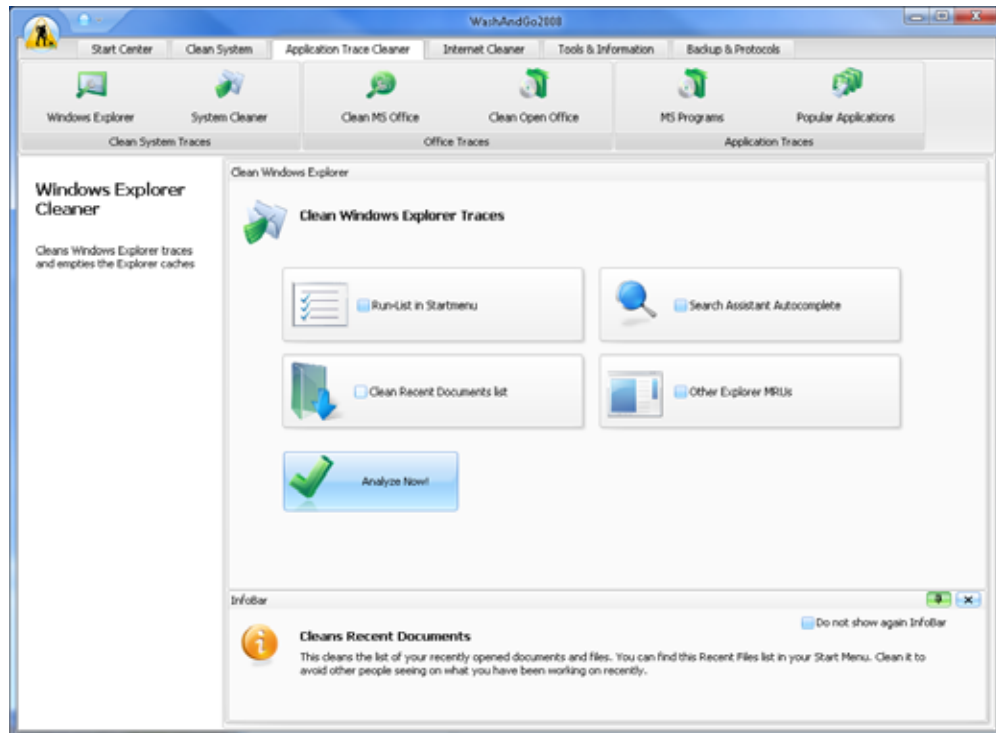 WashAndGo2008
Start Center Clean System Application Trace Cleaner Internet Cleaner Tools & Information Backup & Protocols
Windows Explorer System Cleaner Clean MS Office Clean Open Office MS Programs Popular Applications
Clean System Traces Office Traces Application Traces
Windows Explorer
Cleaner
Cleans Windows Explorer traces
and empties the Explorer caches
Clean Windows Explorer
Clean Windows Explorer Traces
Run-List in Startmenu Search Assistant Autocomplete
Clean Recent Documents list Other Explorer MRUs
Analyze Now!
InfoBar
Do not show again InfoBar
Cleans Recent Documents
This cleans the list of your recently opened documents and files. You can find this Recent Files list in your Start Menu. Clean it to
avoid other people seeing on what you have been working on recently.